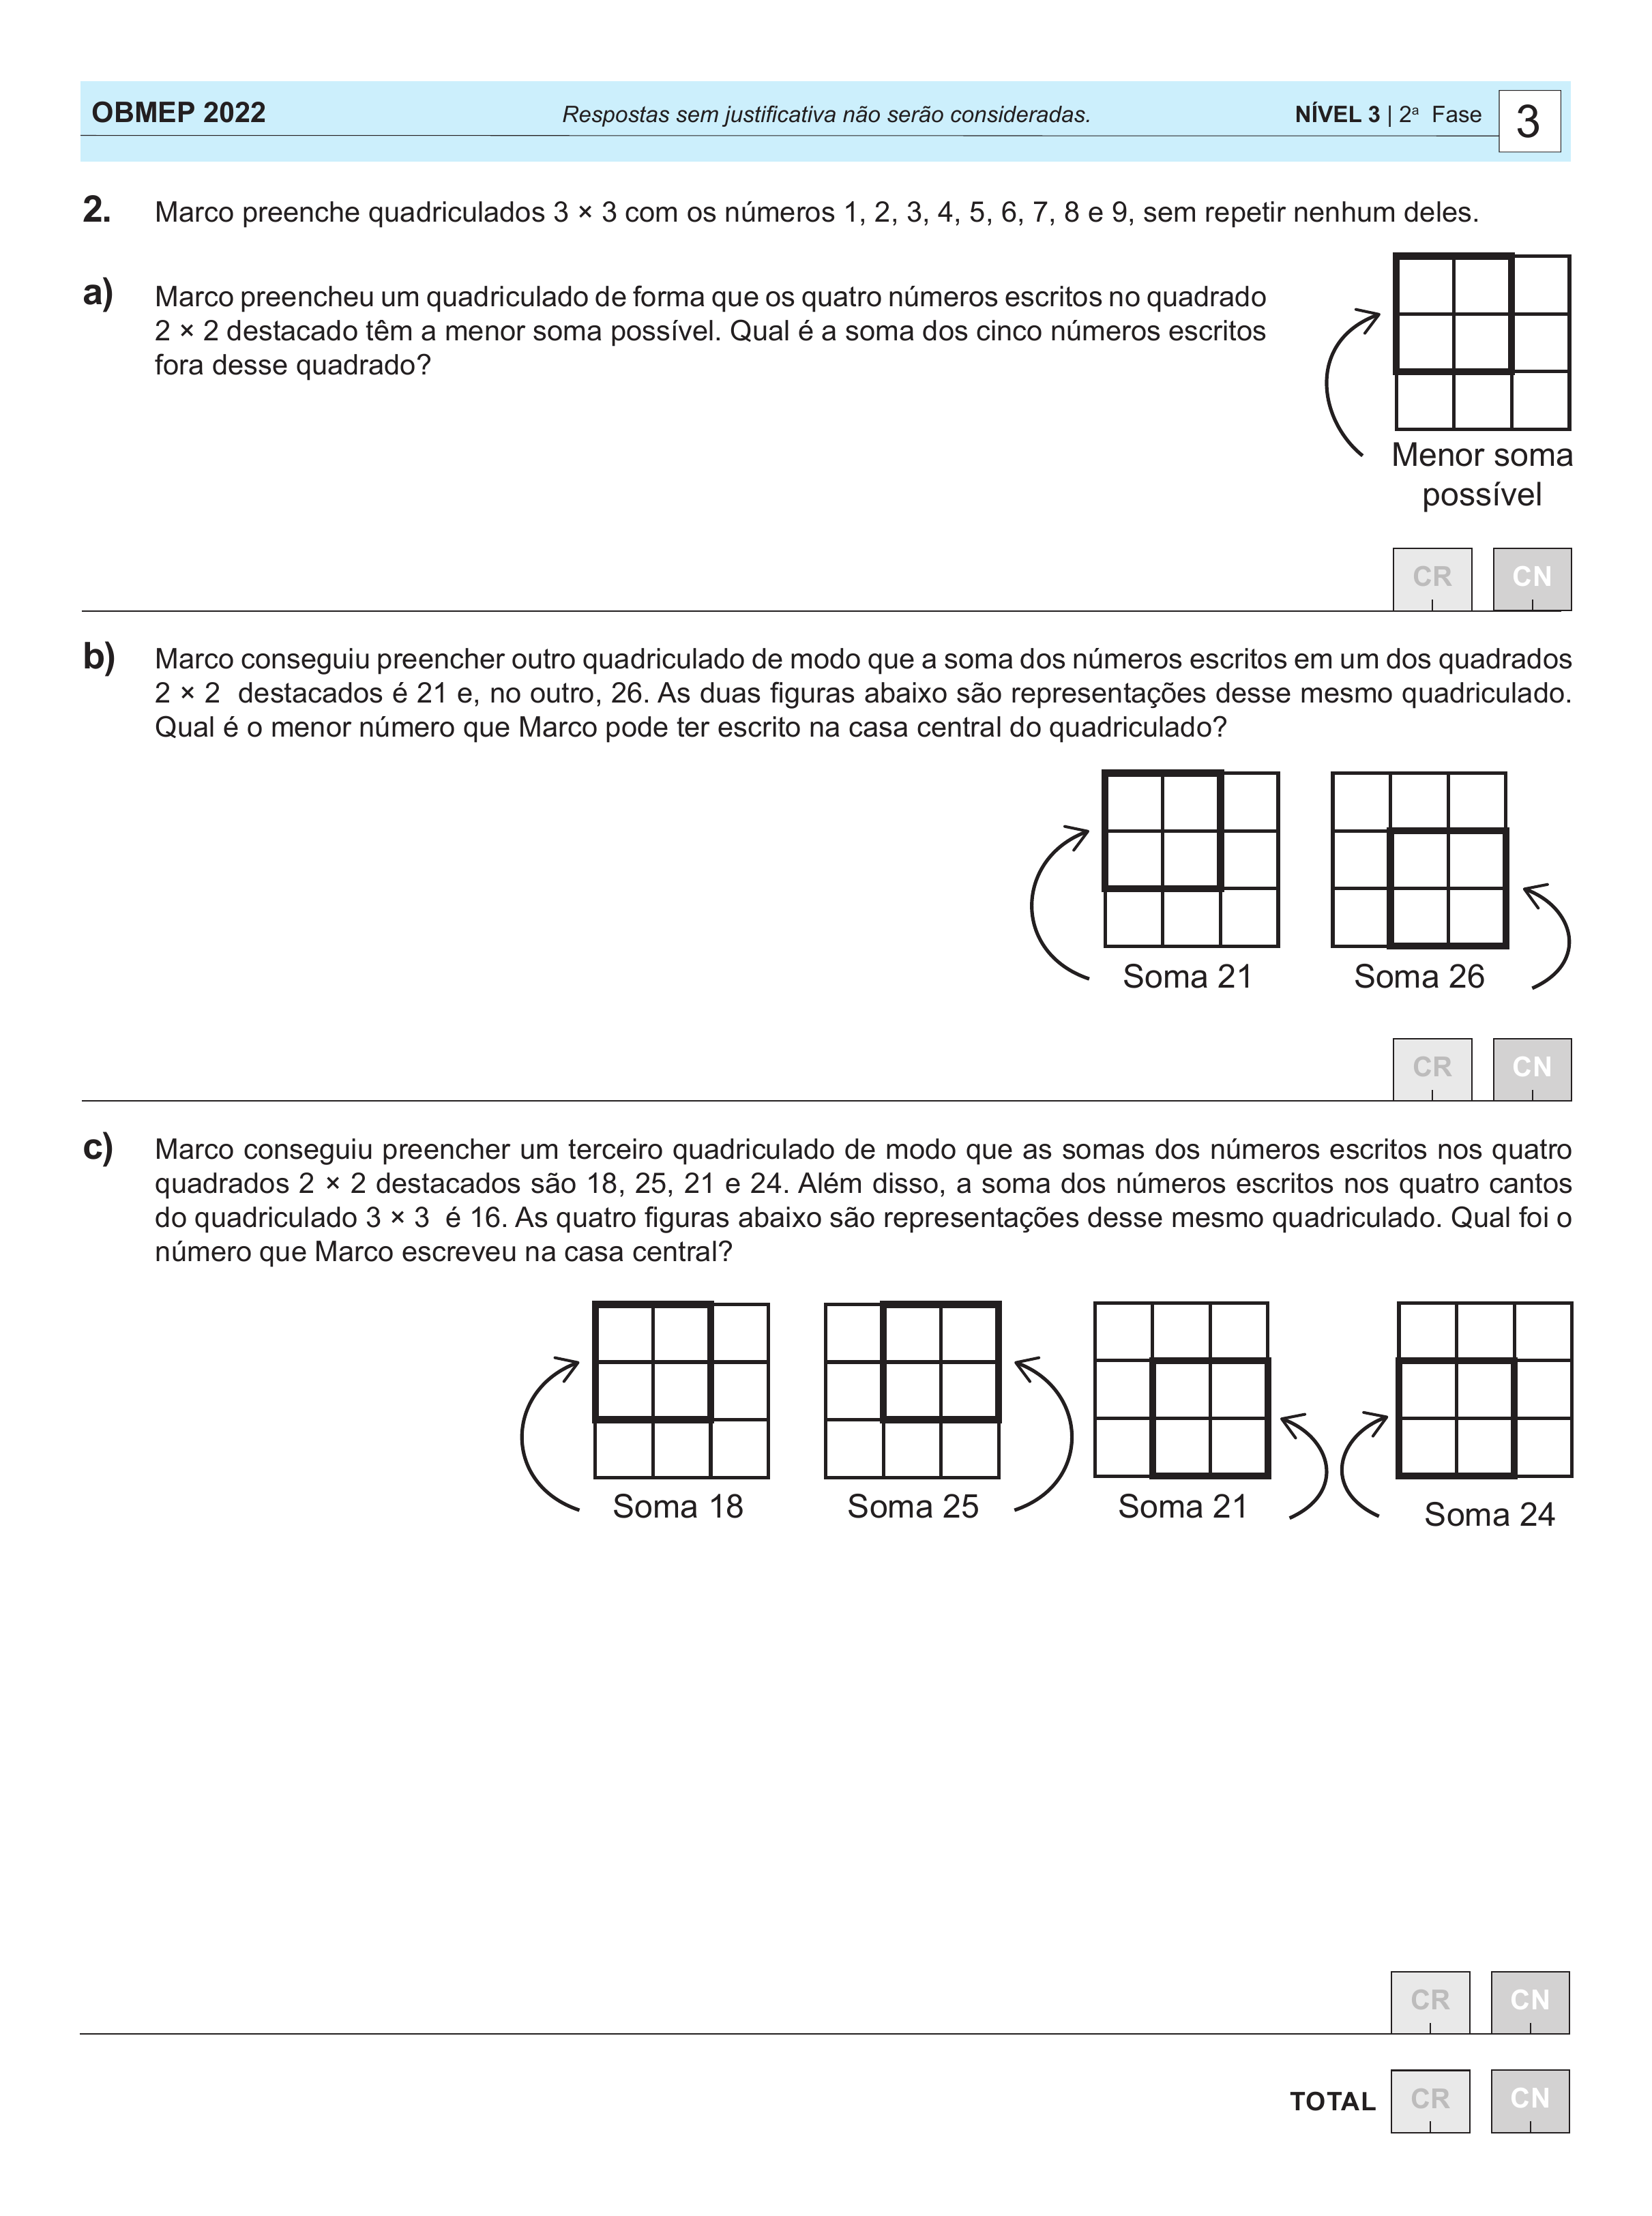 OBMEP 2022
Respostas sem justificativa não serão consideradas.
NÍVEL 3 | 2ª Fase
3
2. Marco preenche quadriculados 3 × 3 com os números 1, 2, 3, 4, 5, 6, 7, 8 e 9, sem repetir nenhum deles.
a) Marco preencheu um quadriculado de forma que os quatro números escritos no quadrado
2 × 2 destacado têm a menor soma possível. Qual é a soma dos cinco números escritos
fora desse quadrado?
Menor soma
possível
CR CN
b) Marco conseguiu preencher outro quadriculado de modo que a soma dos números escritos em um dos quadrados
2 × 2 destacados é 21 e, no outro, 26. As duas figuras abaixo são representações desse mesmo quadriculado.
Qual é o menor número que Marco pode ter escrito na casa central do quadriculado?
Soma 21 Soma 26
CR CN
c) Marco conseguiu preencher um terceiro quadriculado de modo que as somas dos números escritos nos quatro
quadrados 2 × 2 destacados são 18, 25, 21 e 24. Além disso, a soma dos números escritos nos quatro cantos
do quadriculado 3 × 3 é 16. As quatro figuras abaixo são representações desse mesmo quadriculado. Qual foi o
número que Marco escreveu na casa central?
Soma 18 Soma 25 Soma 21 Soma 24
CR CN
TOTAL CR CN